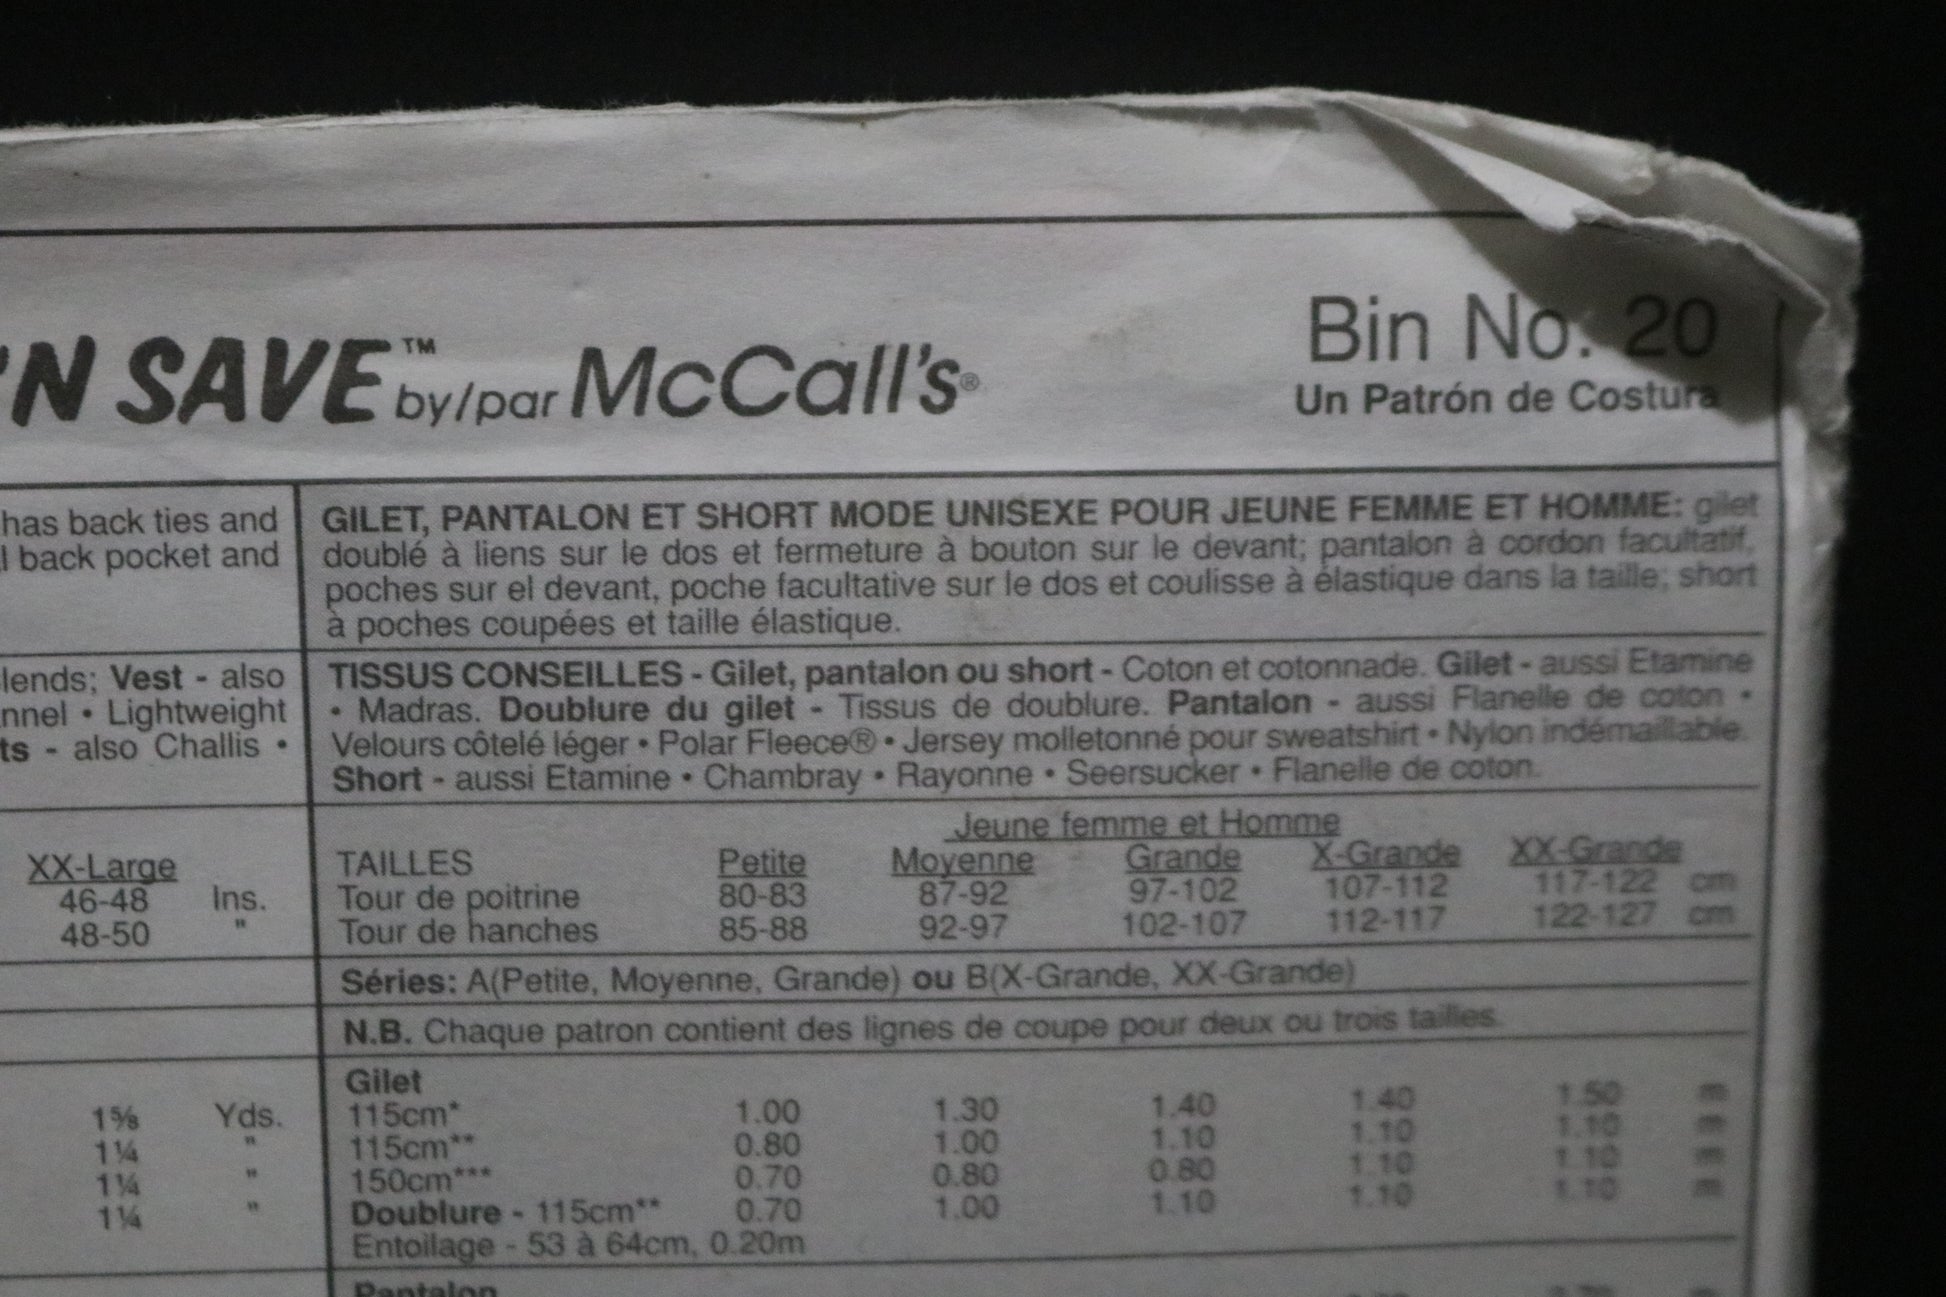 'N SAVE™ by/par McCall's®
Bin No. 20
Un Patrón de Costura
has back ties and
l back pocket and
lends; Vest - also
nnel • Lightweight
ts - also Challis •
XX-Large
46-48 Ins.
48-50 "
1⅝ Yds.
1¼ "
1¼ "
1¼ "
GILET, PANTALON ET SHORT MODE UNISEXE POUR JEUNE FEMME ET HOMME: gilet
doublé à liens sur le dos et fermeture à bouton sur le devant; pantalon à cordon facultatif,
poches sur el devant, poche facultative sur le dos et coulisse à élastique dans la taille; short
à poches coupées et taille élastique.
TISSUS CONSEILLES - Gilet, pantalon ou short - Coton et cotonnade. Gilet - aussi Etamine
• Madras. Doublure du gilet - Tissus de doublure. Pantalon - aussi Flanelle de coton •
Velours côtelé léger • Polar Fleece® • Jersey molletonné pour sweatshirt • Nylon indémaillable.
Short - aussi Etamine • Chambray • Rayonne • Seersucker • Flanelle de coton.
Jeune femme et Homme
TAILLES Petite Moyenne Grande X-Grande XX-Grande
Tour de poitrine 80-83 87-92 97-102 107-112 117-122 cm
Tour de hanches 85-88 92-97 102-107 112-117 122-127 cm
Séries: A(Petite, Moyenne, Grande) ou B(X-Grande, XX-Grande)
N.B. Chaque patron contient des lignes de coupe pour deux ou trois tailles.
Gilet
115cm* 1.00 1.30 1.40 1.40 1.50 m
115cm** 0.80 1.00 1.10 1.10 1.10 m
150cm*** 0.70 0.80 0.80 1.10 1.10 m
Doublure - 115cm** 0.70 1.00 1.10 1.10 1.10 m
Entoilage - 53 à 64cm, 0.20m
Pantalon